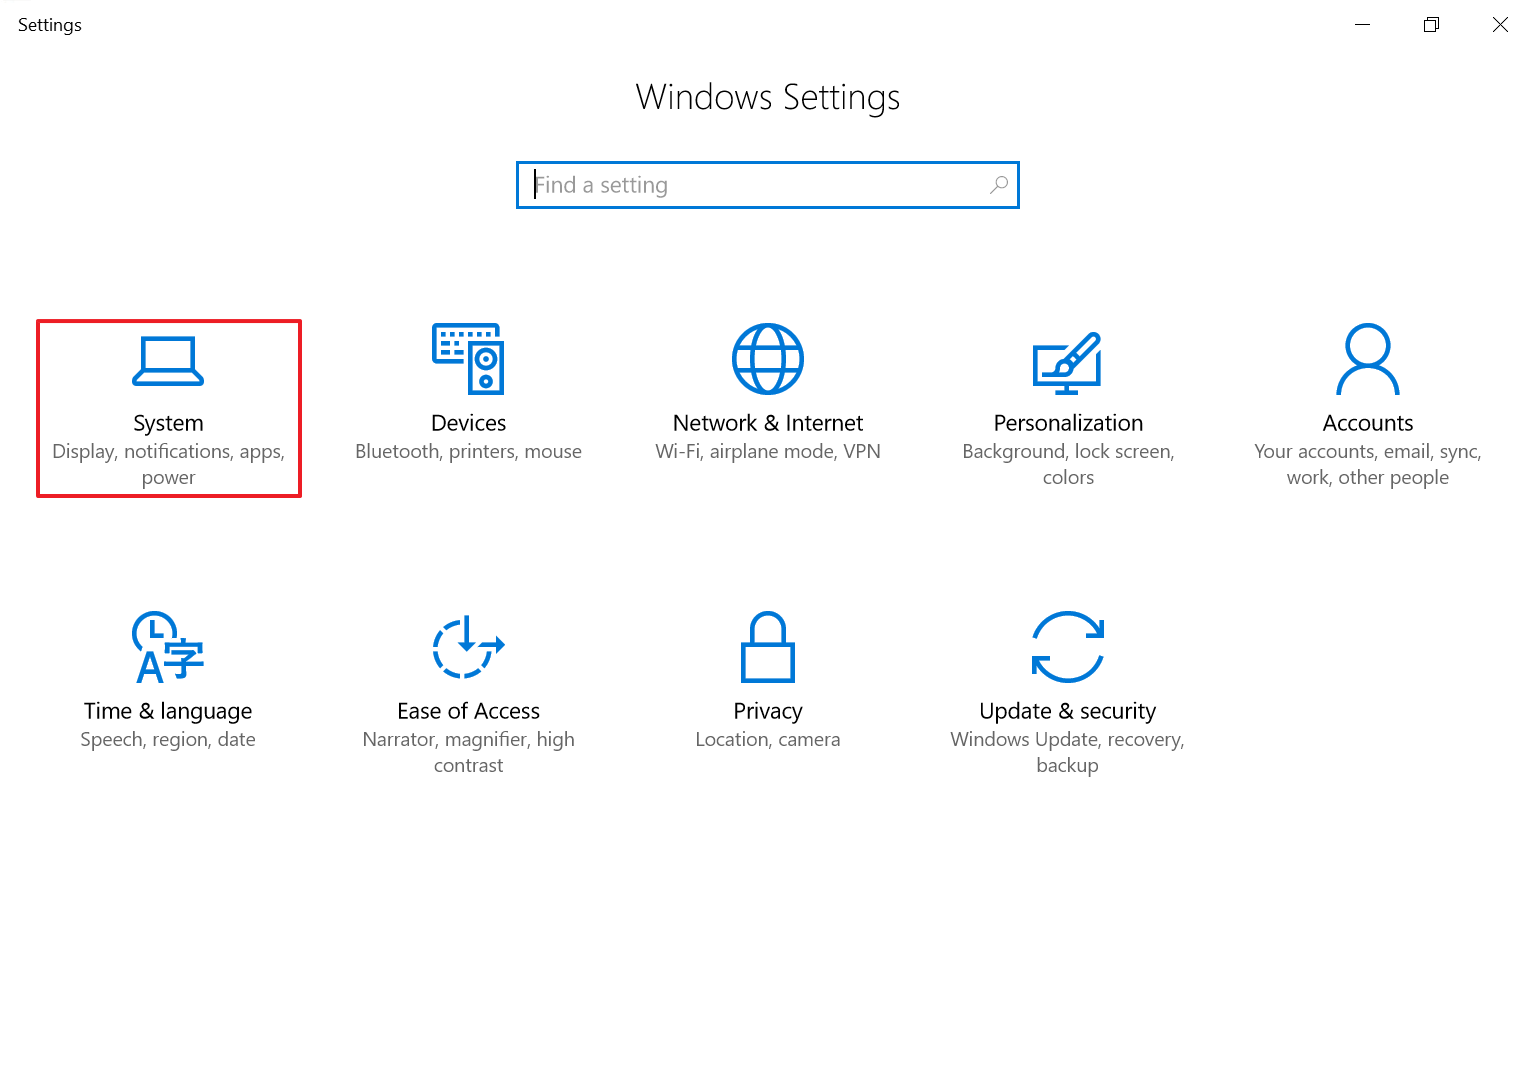 Settings
Windows Settings
Find a setting
System
Display, notifications, apps,
power
Devices
Bluetooth, printers, mouse
Network & Internet
Wi-Fi, airplane mode, VPN
Personalization
Background, lock screen,
colors
Accounts
Your accounts, email, sync,
work, other people
A字
Time & language
Speech, region, date
Ease of Access
Narrator, magnifier, high
contrast
Privacy
Location, camera
Update & security
Windows Update, recovery,
backup